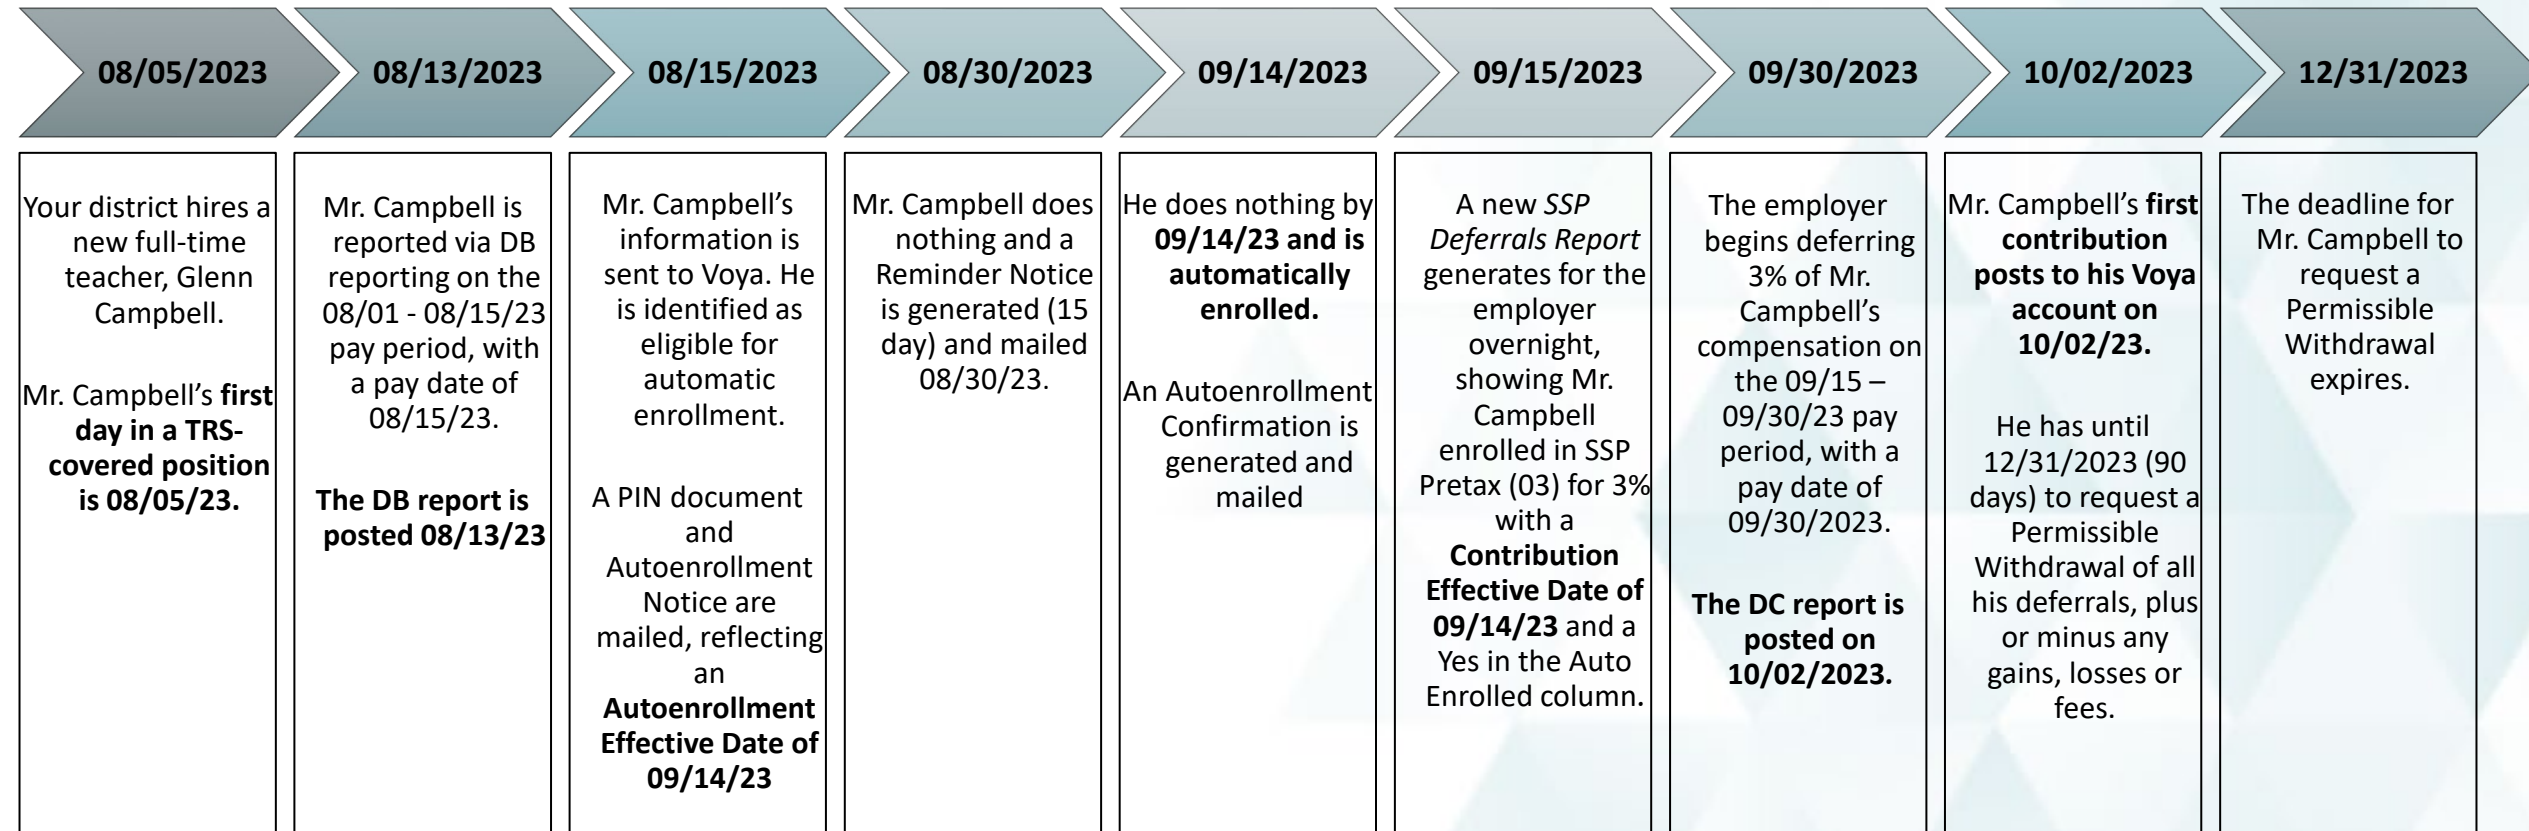 08/05/2023
08/13/2023
08/15/2023
08/30/2023
09/14/2023
09/15/2023
09/30/2023
10/02/2023
12/31/2023
Your district hires a
new full-time
teacher, Glenn
Campbell.
Mr. Campbell's first
day in a TRS-
covered position
is 08/05/23.
Mr. Campbell is
reported via DB
reporting on the
08/01 - 08/15/23
pay period, with
a pay date of
08/15/23.
The DB report is
posted 08/13/23
Mr. Campbell's
information is
sent to Voya. He
is identified as
eligible for
automatic
enrollment.
A PIN document
and
Autoenrollment
Notice are
mailed, reflecting
an
Autoenrollment
Effective Date of
09/14/23
Mr. Campbell does
nothing and a
Reminder Notice
is generated (15
day) and mailed
08/30/23.
He does nothing by
09/14/23 and is
automatically
enrolled.
An Autoenrollment
Confirmation is
generated and
mailed
A new SSP
Deferrals Report
generates for the
employer
overnight,
showing Mr.
Campbell
enrolled in SSP
Pretax (03) for 3%
with a
Contribution
Effective Date of
09/14/23 and a
Yes in the Auto
Enrolled column.
The employer
begins deferring
3% of Mr.
Campbell's
compensation on
the 09/15 –
09/30/23 pay
period, with a
pay date of
09/30/2023.
The DC report is
posted on
10/02/2023.
Mr. Campbell's first
contribution
posts to his Voya
account on
10/02/23.
He has until
12/31/2023 (90
days) to request a
Permissible
Withdrawal of all
his deferrals, plus
or minus any
gains, losses or
fees.
The deadline for
Mr. Campbell to
request a
Permissible
Withdrawal
expires.